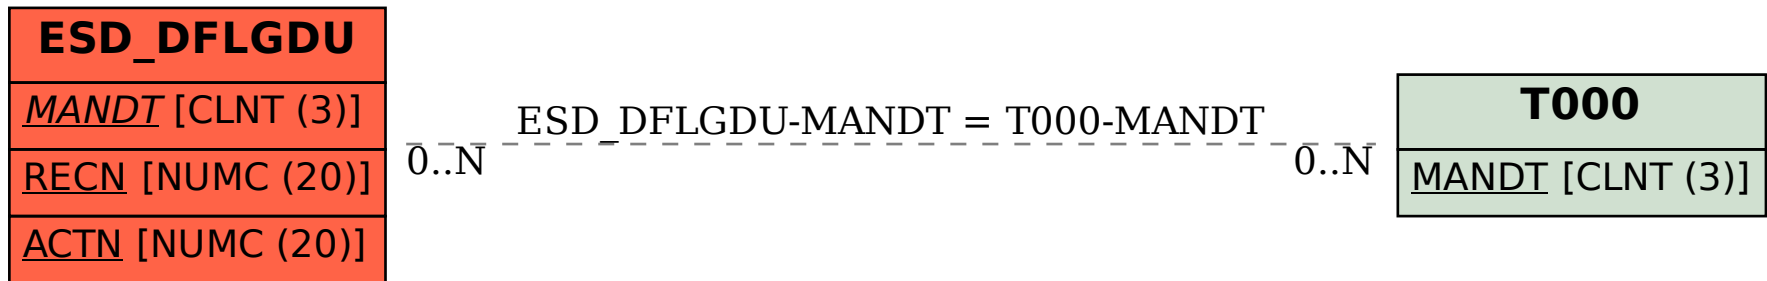 ESD_DFLGDU
MANDT [CLNT (3)]
RECN [NUMC (20)]
ACTN [NUMC (20)]
ESD_DFLGDU-MANDT = T000-MANDT
0..N
0..N
T000
MANDT [CLNT (3)]